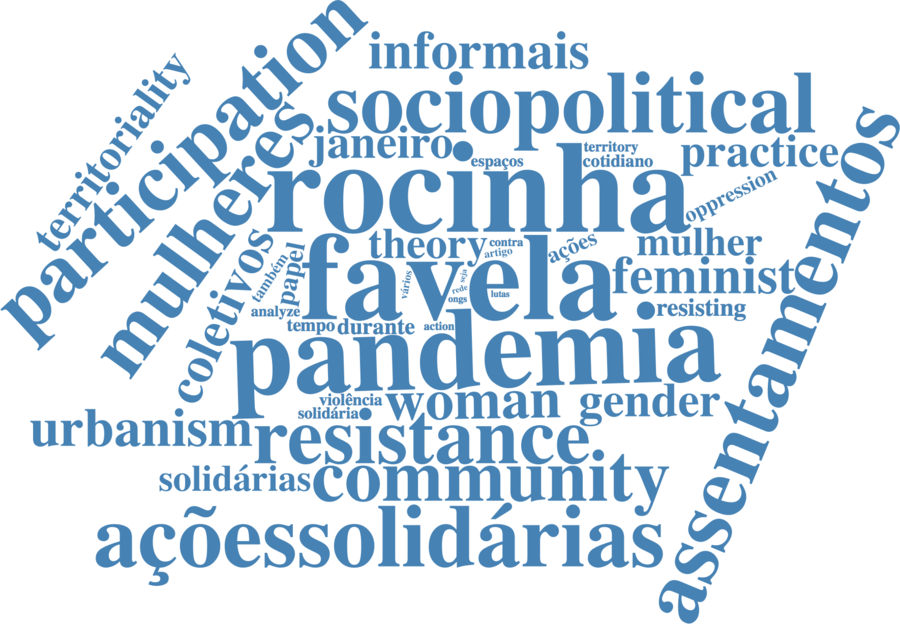 informais
sociopolitical
participation
territoriality
mulheres
janeiro
espaços
territory
cotidiano
practice
assentamentos
rocinha
oppression
theory
contra
artigo
ações
mulher
coletivos
também
papel
favela
vários
seja
rede
ongs
lutas
feminist
analyze
resisting
tempo
durante
action
pandemia
violência
solidária
woman
gender
urbanism
resistance
solidárias
community
açõessolidárias